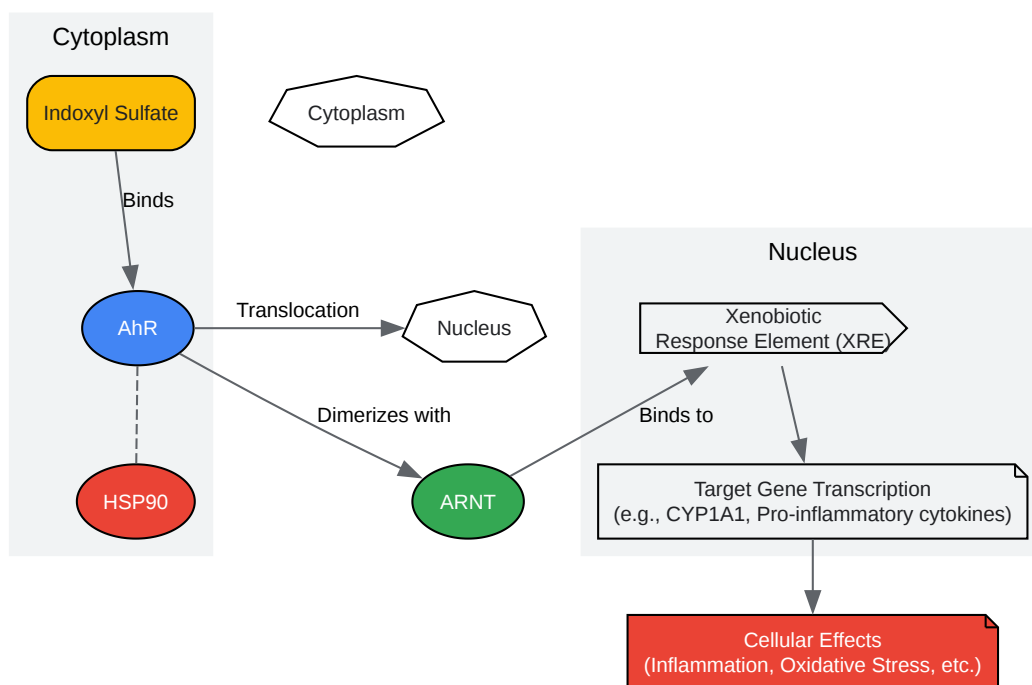 Cytoplasm
Indoxyl Sulfate
Cytoplasm
Binds
Nucleus
AhR
Translocation
Nucleus
Xenobiotic
Response Element (XRE)
Dimerizes with
Binds to
HSP90
ARNT
Target Gene Transcription
(e.g., CYP1A1, Pro-inflammatory cytokines)
Cellular Effects
(Inflammation, Oxidative Stress, etc.)